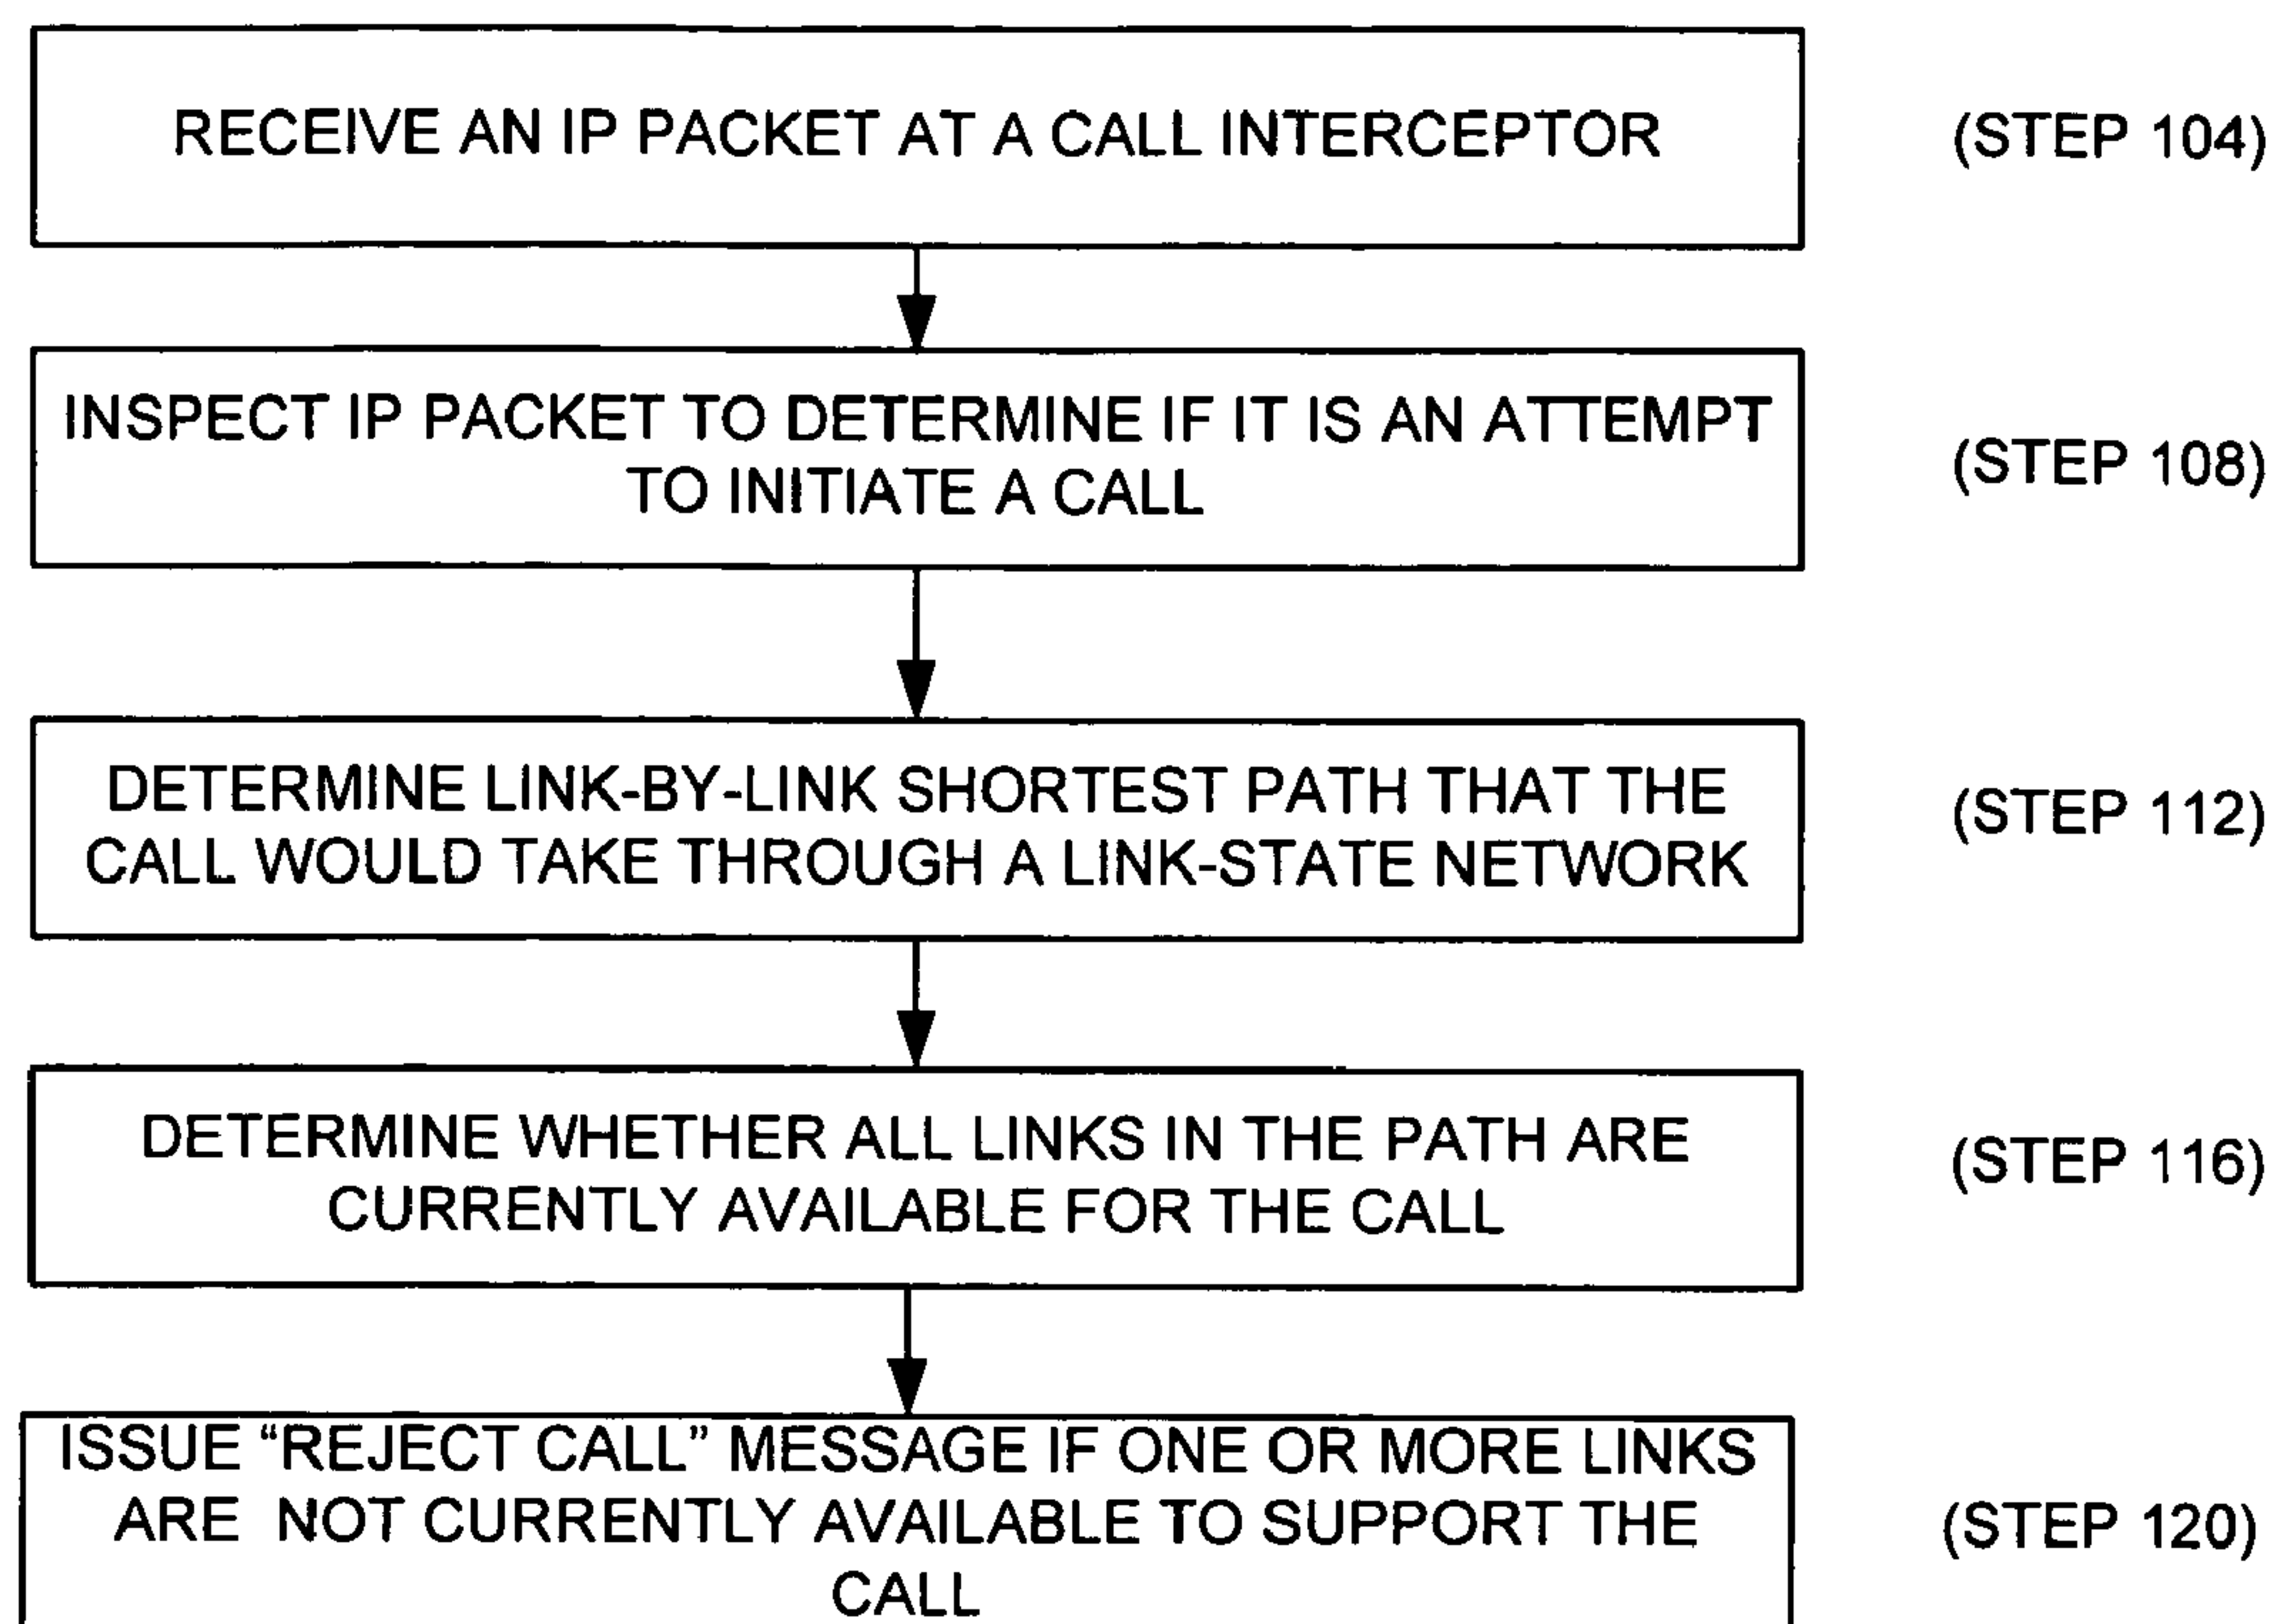 RECEIVE AN IP PACKET AT A CALL INTERCEPTOR
(STEP 104)
INSPECT IP PACKET TO DETERMINE IF IT IS AN ATTEMPT
TO INITIATE A CALL
(STEP 108)
DETERMINE LINK-BY-LINK SHORTEST PATH THAT THE
CALL WOULD TAKE THROUGH A LINK-STATE NETWORK
(STEP 112)
DETERMINE WHETHER ALL LINKS IN THE PATH ARE
CURRENTLY AVAILABLE FOR THE CALL
(STEP 116)
ISSUE “REJECT CALL” MESSAGE IF ONE OR MORE LINKS
ARE NOT CURRENTLY AVAILABLE TO SUPPORT THE
CALL
(STEP 120)